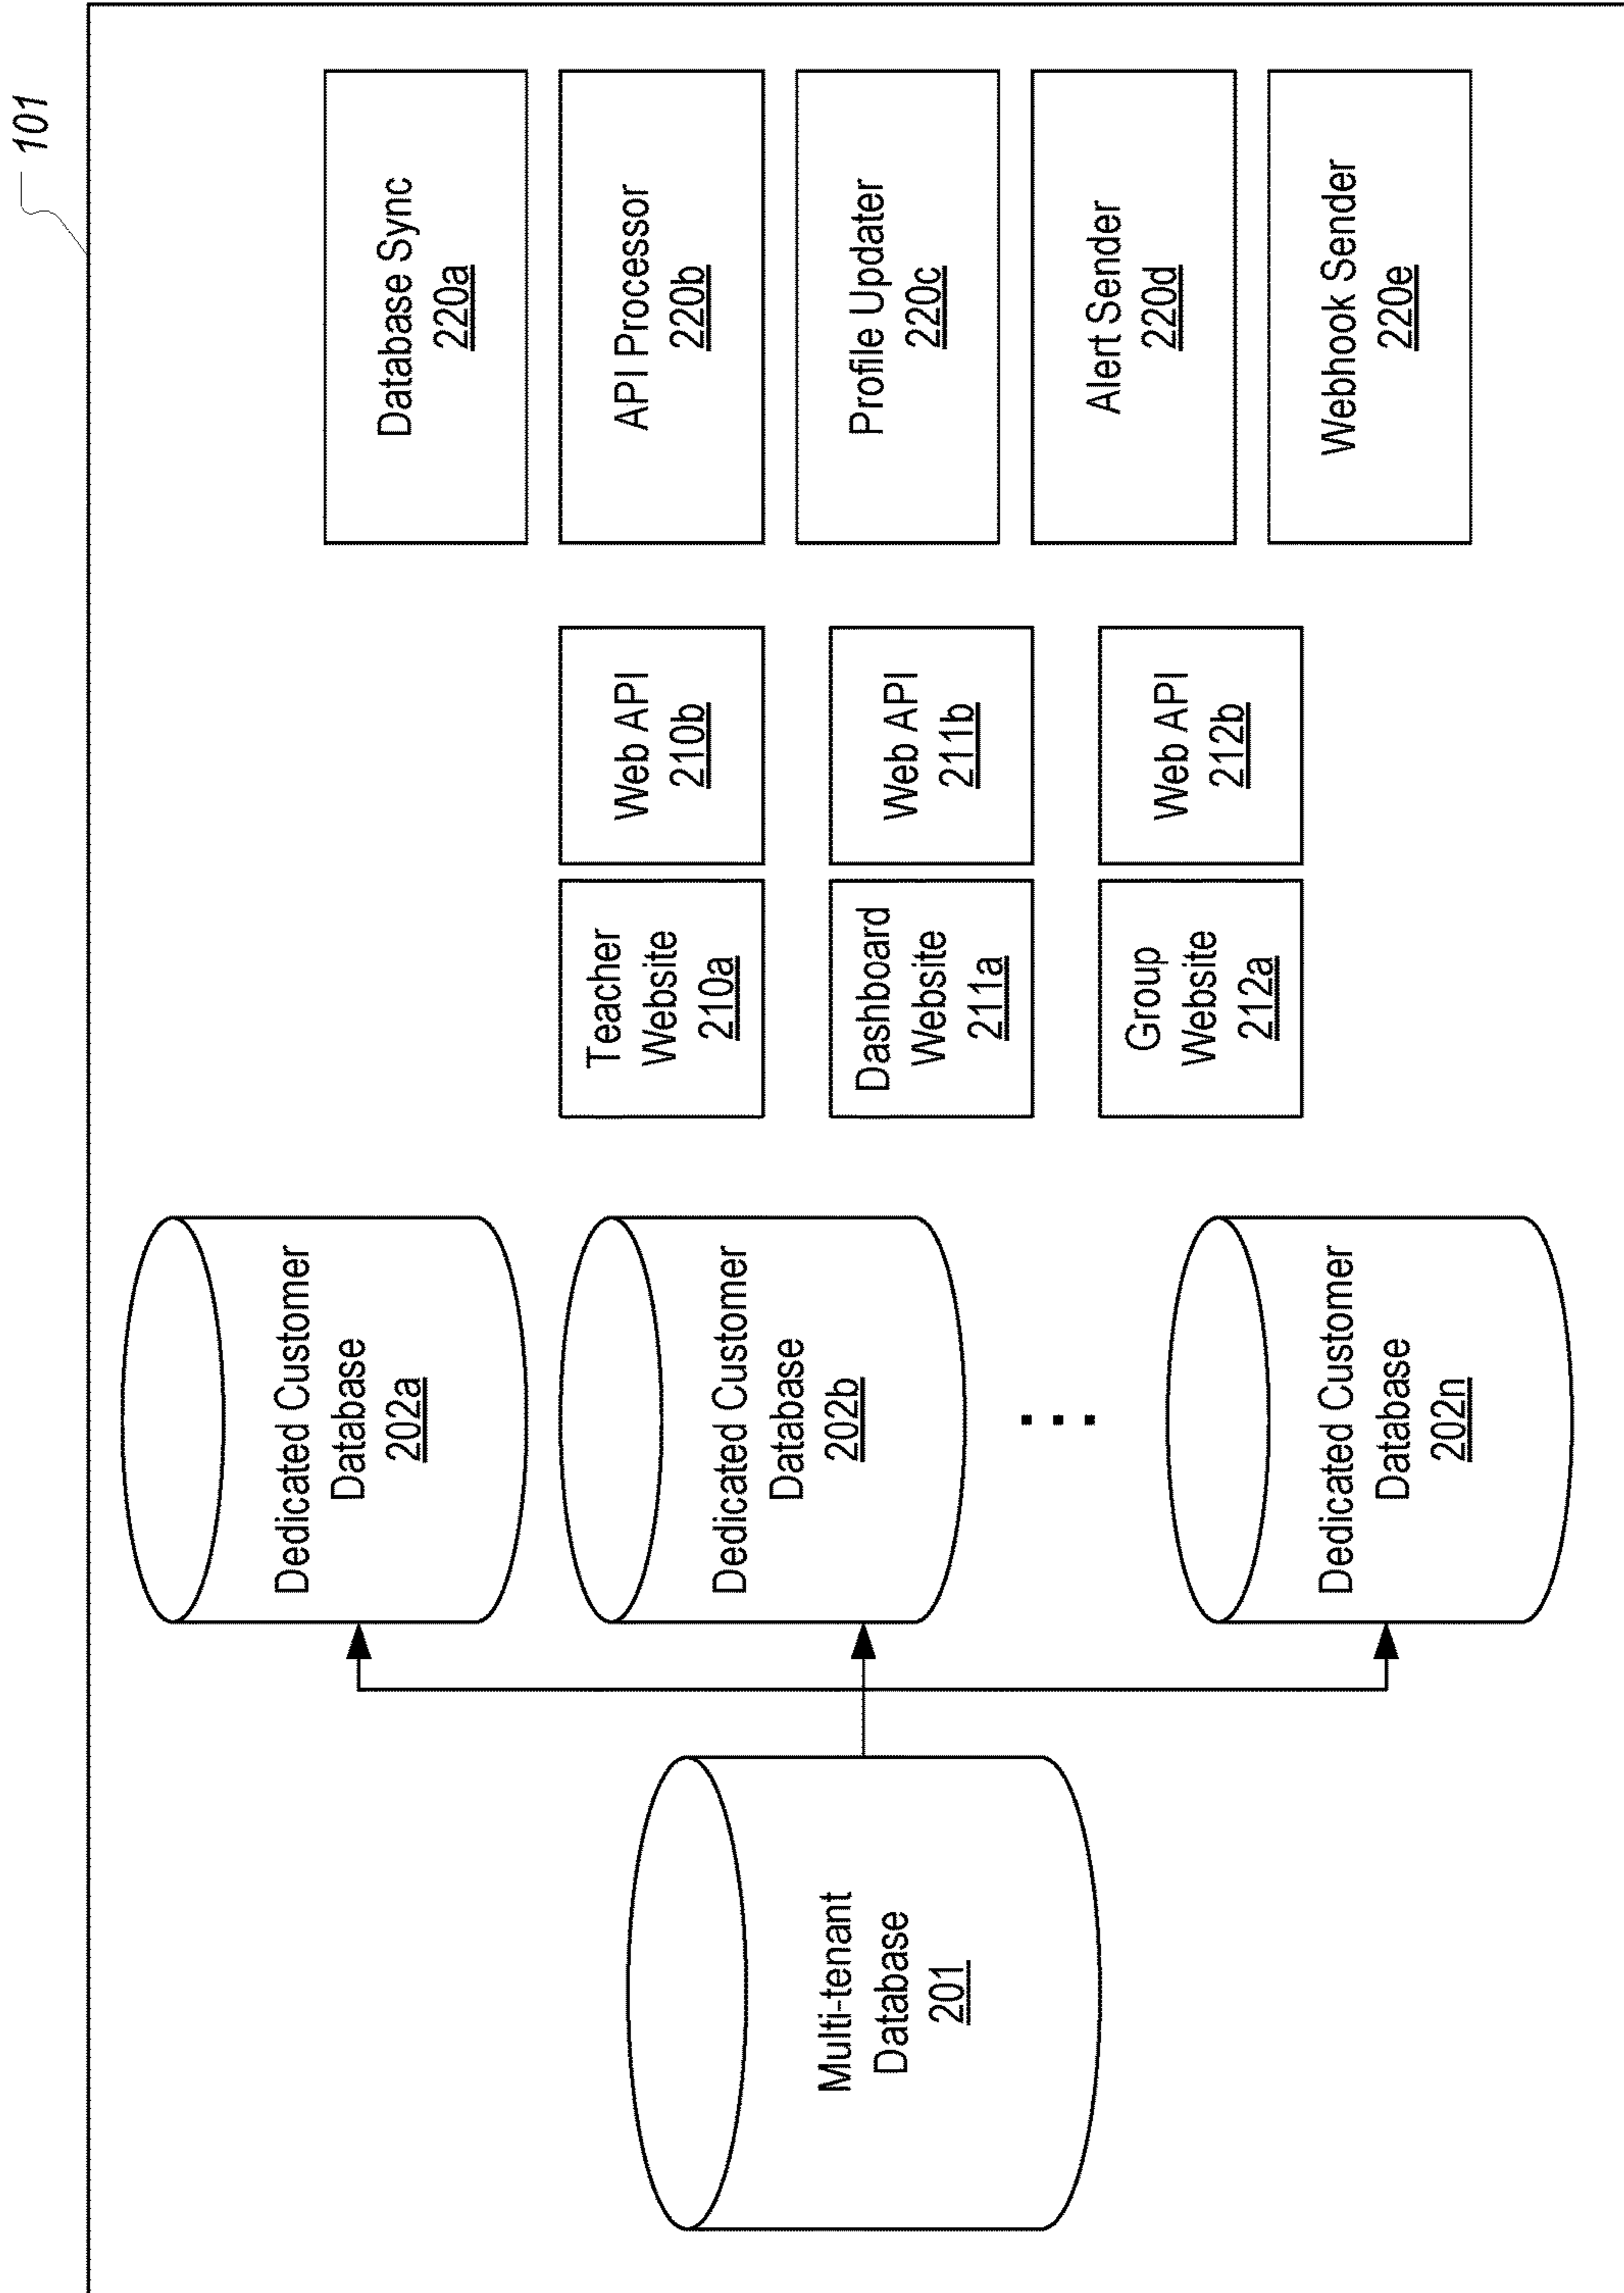 101
Multi-tenant
Database
201
Dedicated Customer
Database
202a
Dedicated Customer
Database
202b
Dedicated Customer
Database
202n
Teacher
Website
210a
Web API
210b
Dashboard
Website
211a
Web API
211b
Group
Website
212a
Web API
212b
Database Sync
220a
API Processor
220b
Profile Updater
220c
Alert Sender
220d
Webhook Sender
220e